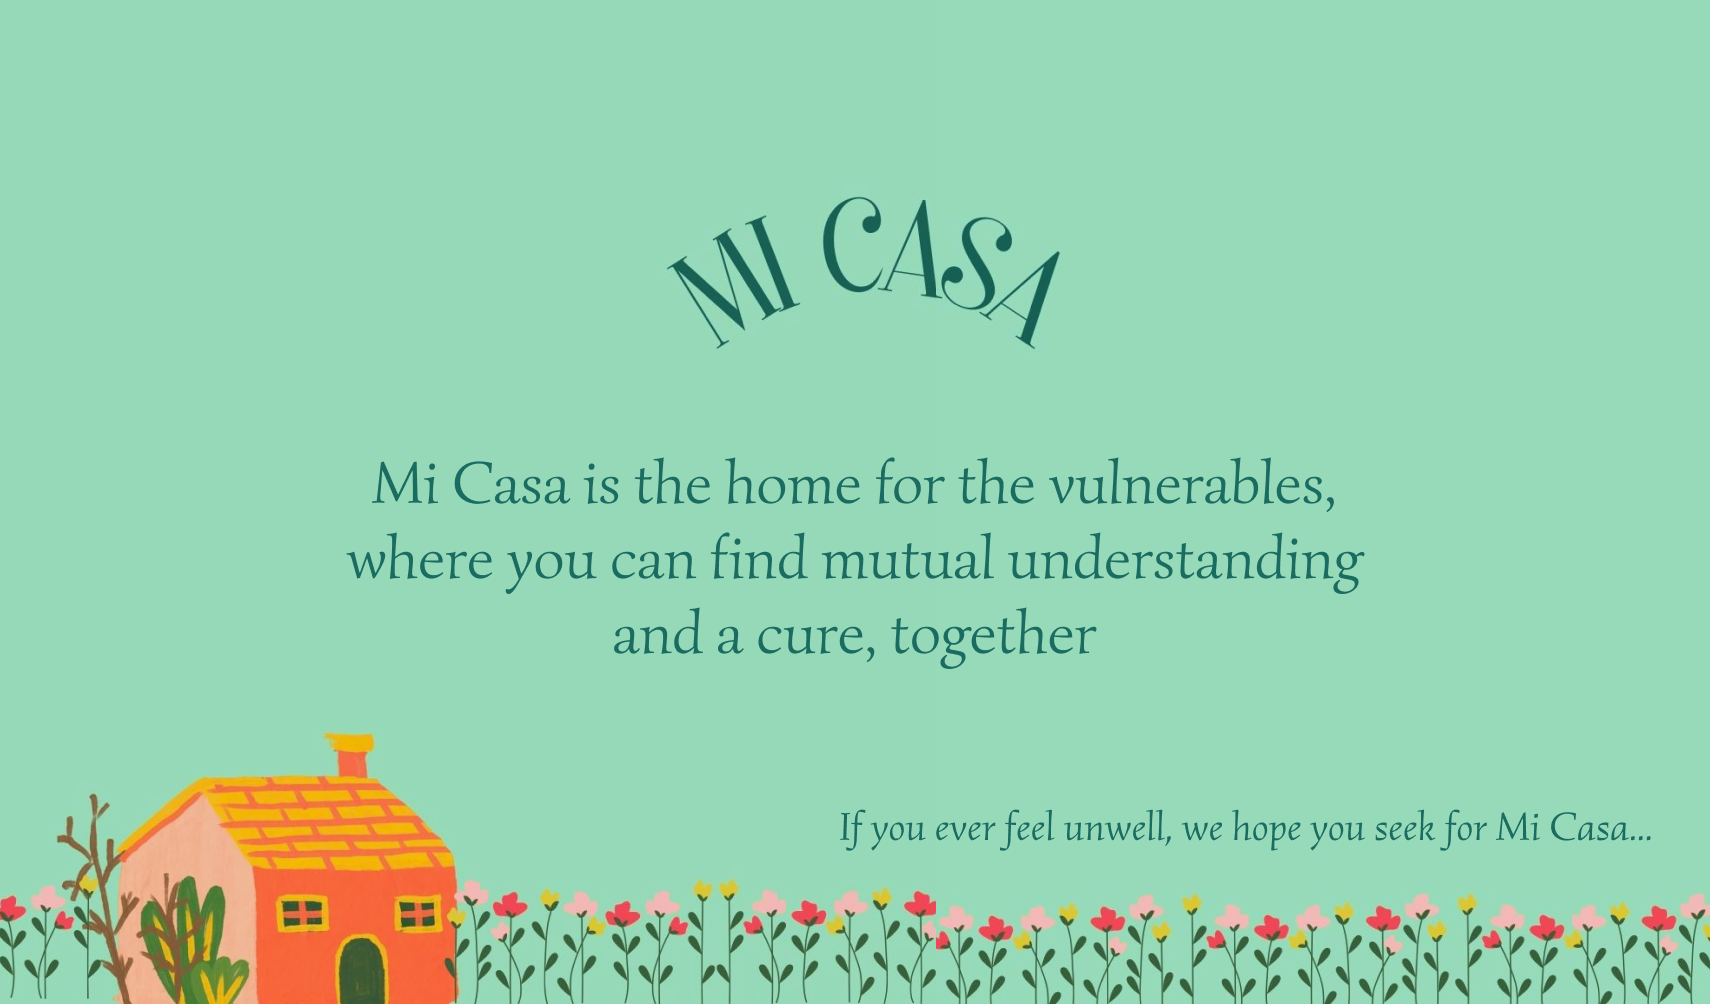 MI CASA
Mi Casa is the home for the vulnerables,
where you can find mutual understanding
and a cure, together
If you ever feel unwell, we hope you seek for Mi Casa...